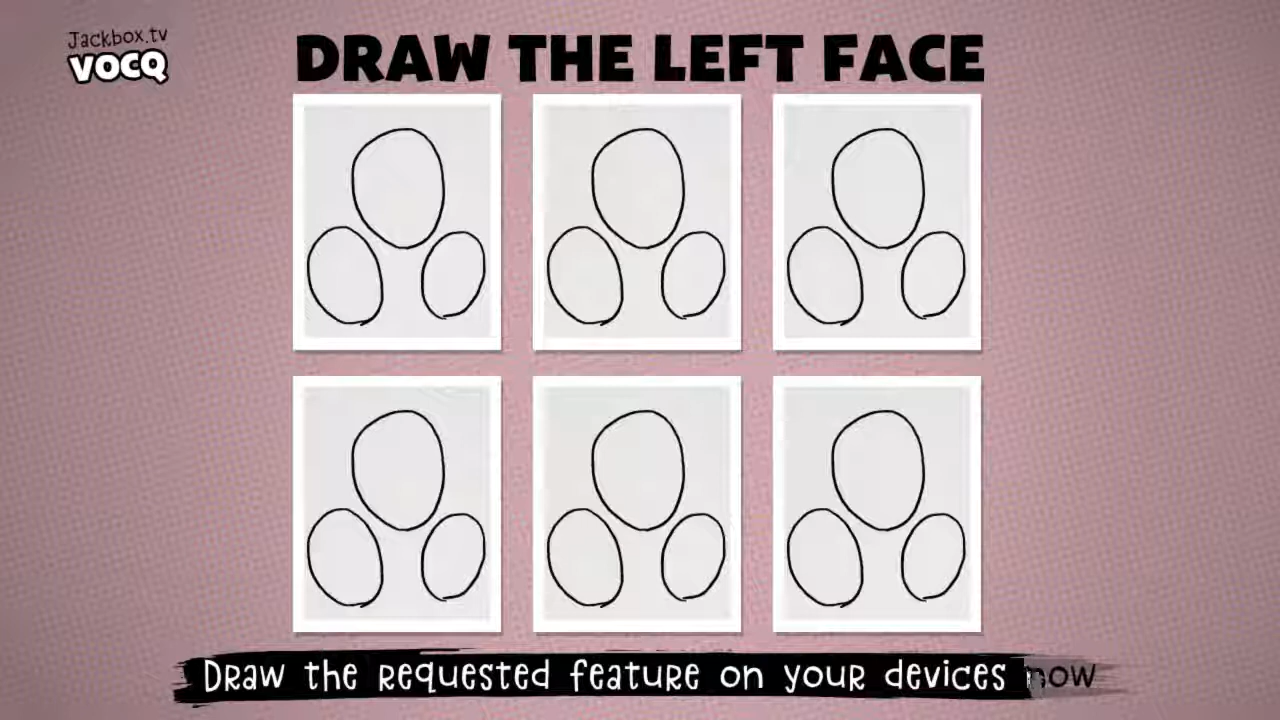 Jackbox.tv
VOCQ
DRAW THE LEFT FACE
Draw the requested feature on your devices now